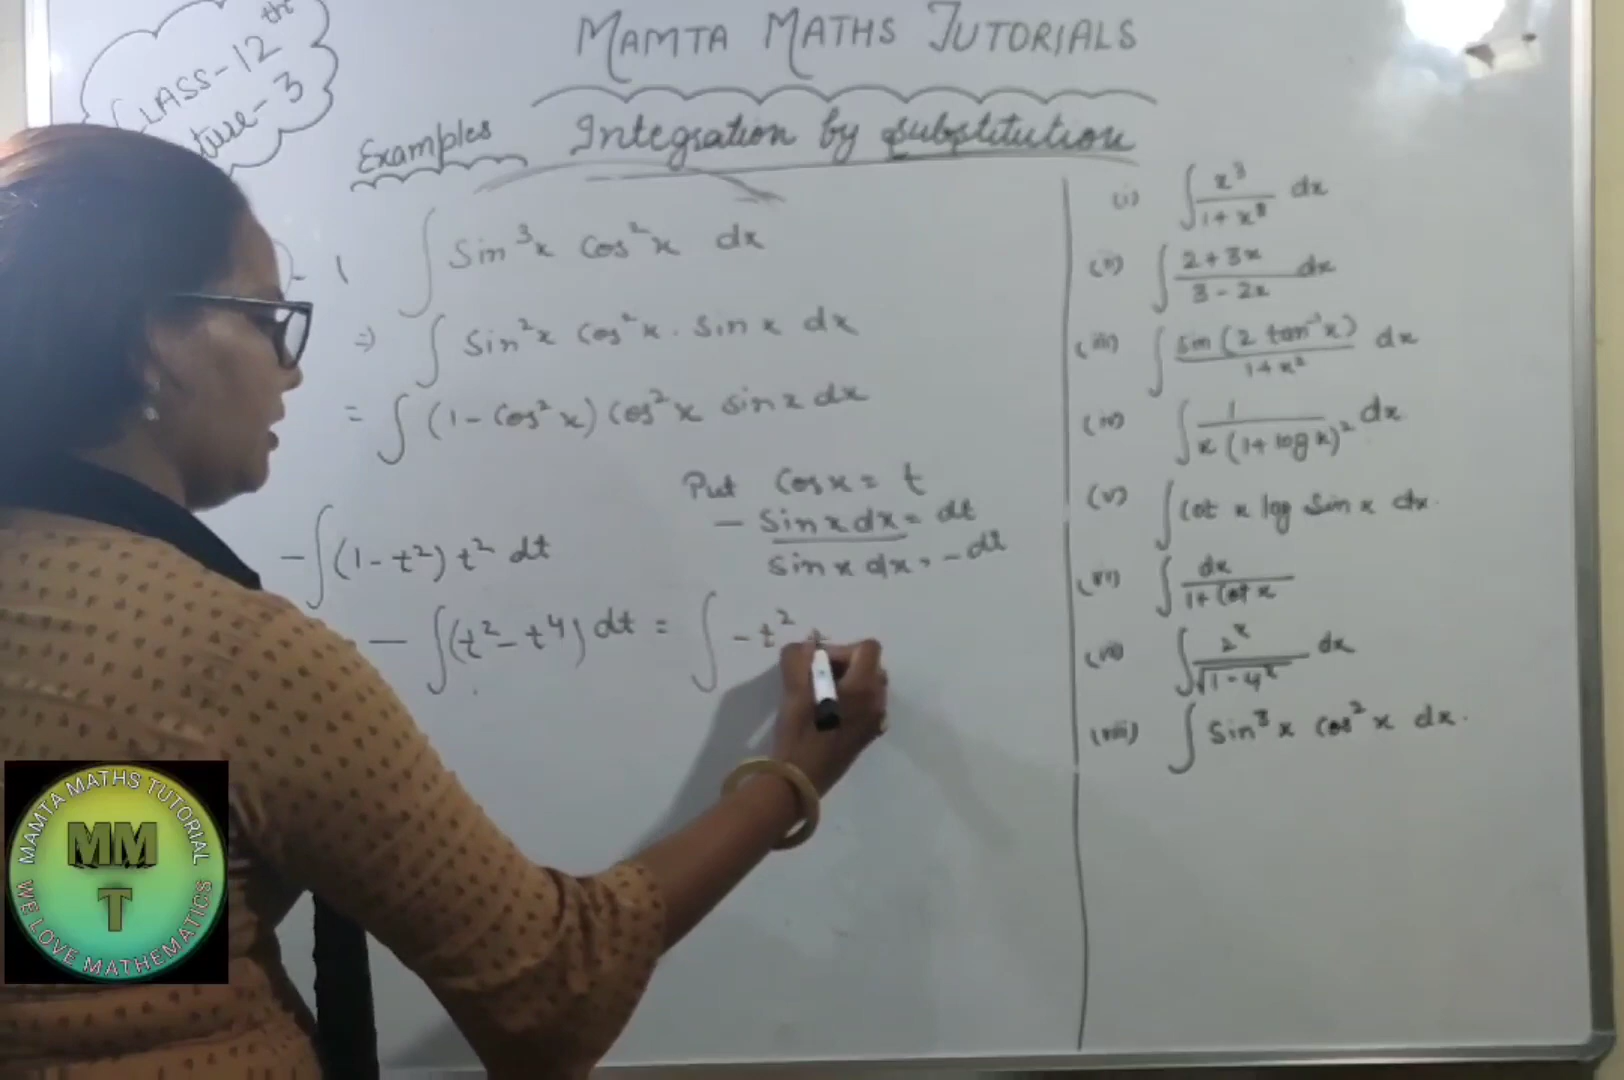 CLASS-12th
ture-3
MAMTA MATHS TUTORIALS
Examples Integration by substitution
- 1 ∫ Sin³x Cos²x dx
⇒ ∫ Sin²x Cos²x . Sin x dx
= ∫ (1 - Cos²x) Cos²x sin x dx
Put Cos x = t
- Sin x dx = dt
Sin x dx = - dt
- ∫ (1 - t²) t² dt
- ∫ (t² - t⁴) dt = ∫ - t² +
(i) ∫ x³/(1 + x⁸) dx
(ii) ∫ (2 + 3x)/(3 - 2x) dx
(iii) ∫ sin (2 tan⁻¹x)/(1 + x²) dx
(iv) ∫ 1/(x (1 + log x)²) dx
(v) ∫ Cot x log Sin x dx.
(vi) ∫ dx/(1 + Cot x)
(vii) ∫ 2ˣ/√(1 - 4ˣ) dx
(viii) ∫ Sin³x Cos²x dx.
MAMTA MATHS TUTORIAL
MM
T
WE LOVE MATHEMATICS